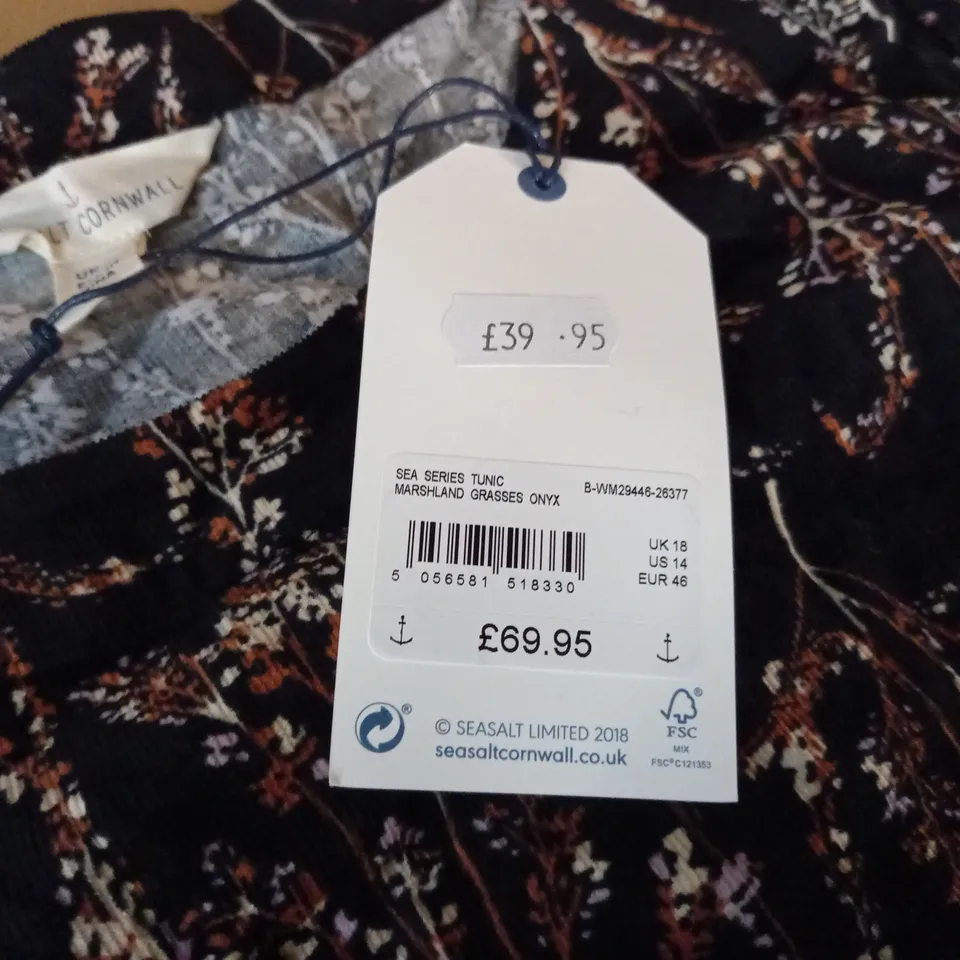 LT CORNWALL
£39 .95
SEA SERIES TUNIC
MARSHLAND GRASSES ONYX
B-WM29446-26377
UK 18
US 14
EUR 46
5 056581 518330
£69.95
© SEASALT LIMITED 2018
seasaltcornwall.co.uk
®
®
FSC
MIX
FSC® C121353